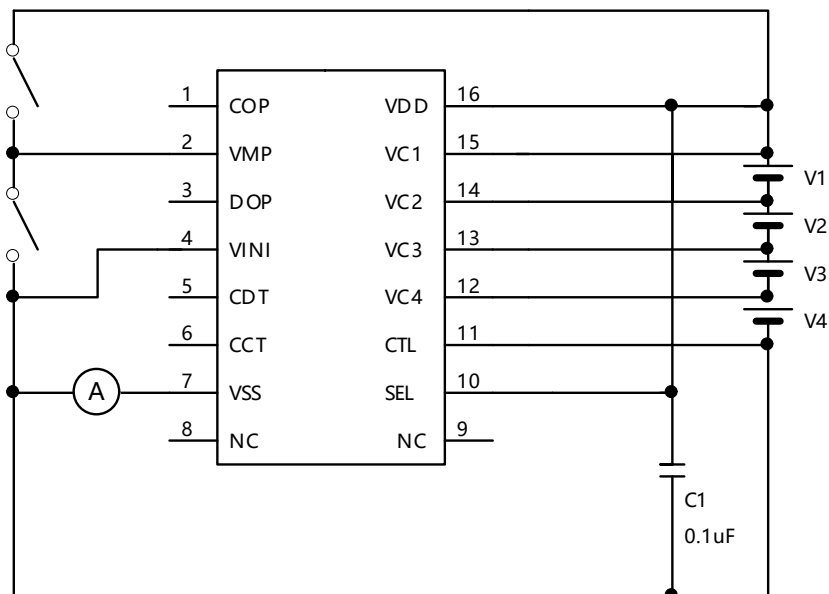 1 COP VDD 16
2 VMP VC1 15
V1
3 DOP VC2 14
V2
4 VINI VC3 13
V3
5 CDT VC4 12
V4
6 CCT CTL 11
A 7 VSS SEL 10
8 NC NC 9
C1
0.1uF